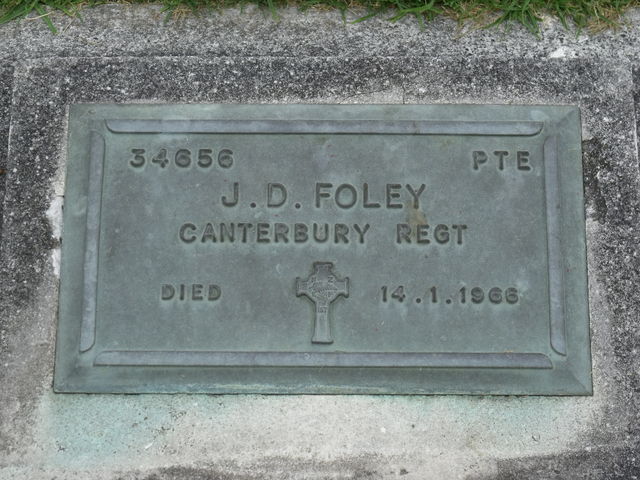 34656 PTE
J.D. FOLEY
CANTERBURY REGT
DIED 14.1.1966